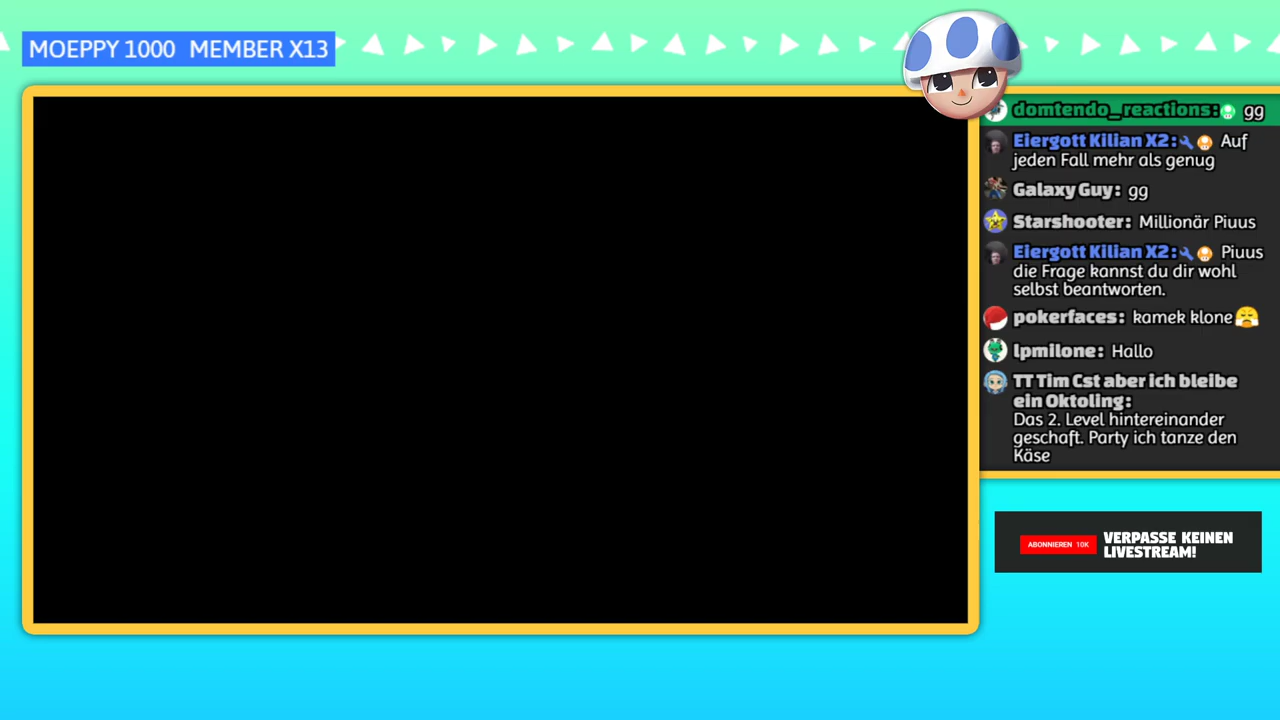 MOEPPY 1000 MEMBER X13
domtendo_reactions: gg
Eiergott Kilian X2: Auf
jeden Fall mehr als genug
Galaxy Guy: gg
Starshooter: Millionär Piuus
Eiergott Kilian X2: Piuus
die Frage kannst du dir wohl
selbst beantworten.
pokerfaces: kamek klone😤
lpmilone: Hallo
TT Tim Cst aber ich bleibe
ein Oktoling:
Das 2. Level hintereinander
geschaft. Party ich tanze den
Käse
ABONNIEREN 10K
VERPASSE KEINEN
LIVESTREAM!